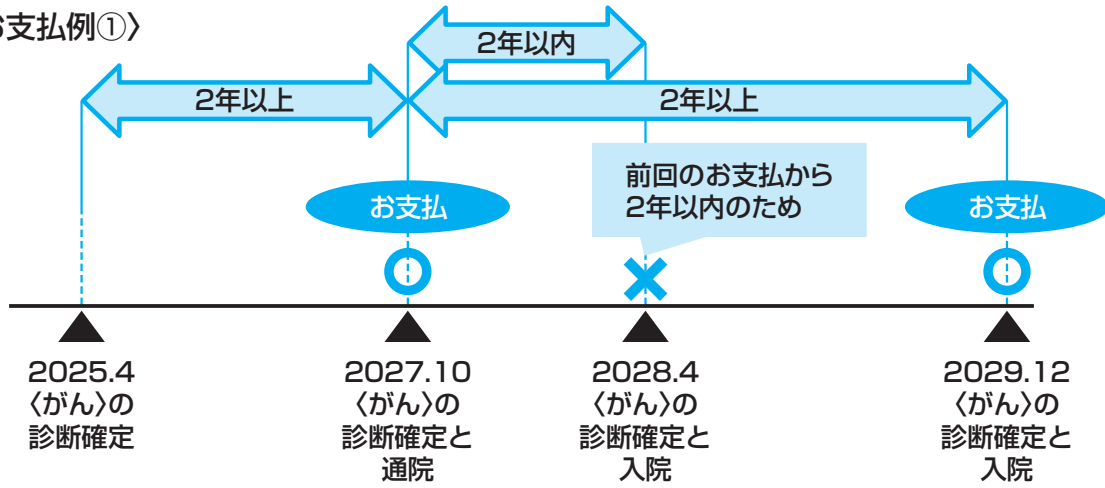 お支払例①〉
2年以内
2年以上
2年以上
前回のお支払から
2年以内のため
お支払
お支払
2025.4
〈がん〉の
診断確定
2027.10
〈がん〉の
診断確定と
通院
2028.4
〈がん〉の
診断確定と
入院
2029.12
〈がん〉の
診断確定と
入院